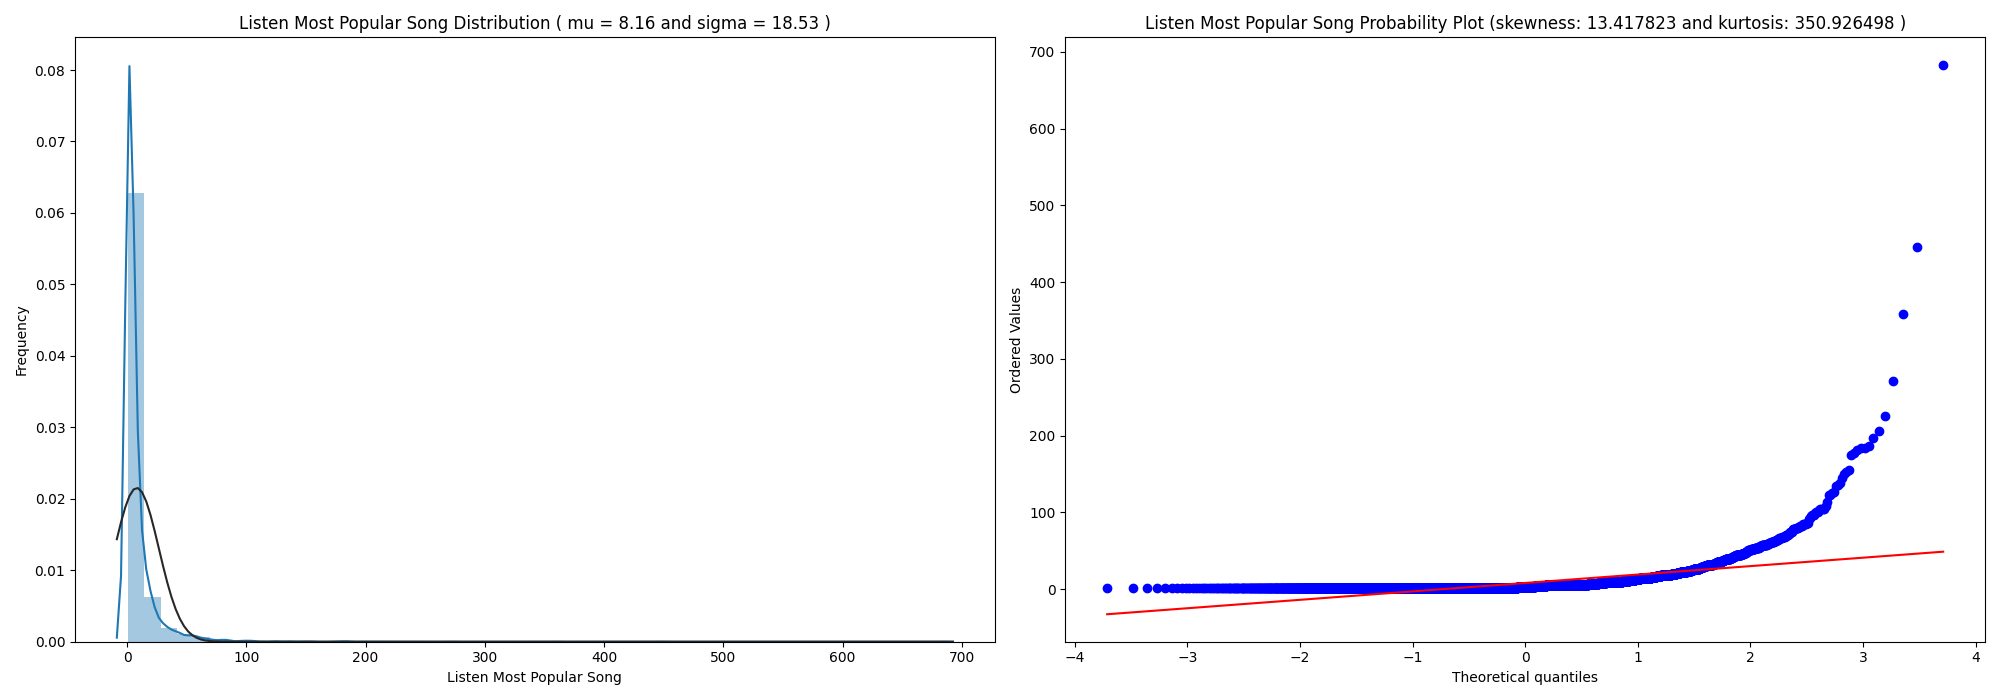 Listen Most Popular Song Distribution ( mu = 8.16 and sigma = 18.53 )
Frequency
0.08
0.07
0.06
0.05
0.04
0.03
0.02
0.01
0.00
0 100 200 300 400 500 600 700
Listen Most Popular Song
Listen Most Popular Song Probability Plot (skewness: 13.417823 and kurtosis: 350.926498 )
Ordered Values
700
600
500
400
300
200
100
0
−4 −3 −2 −1 0 1 2 3 4
Theoretical quantiles